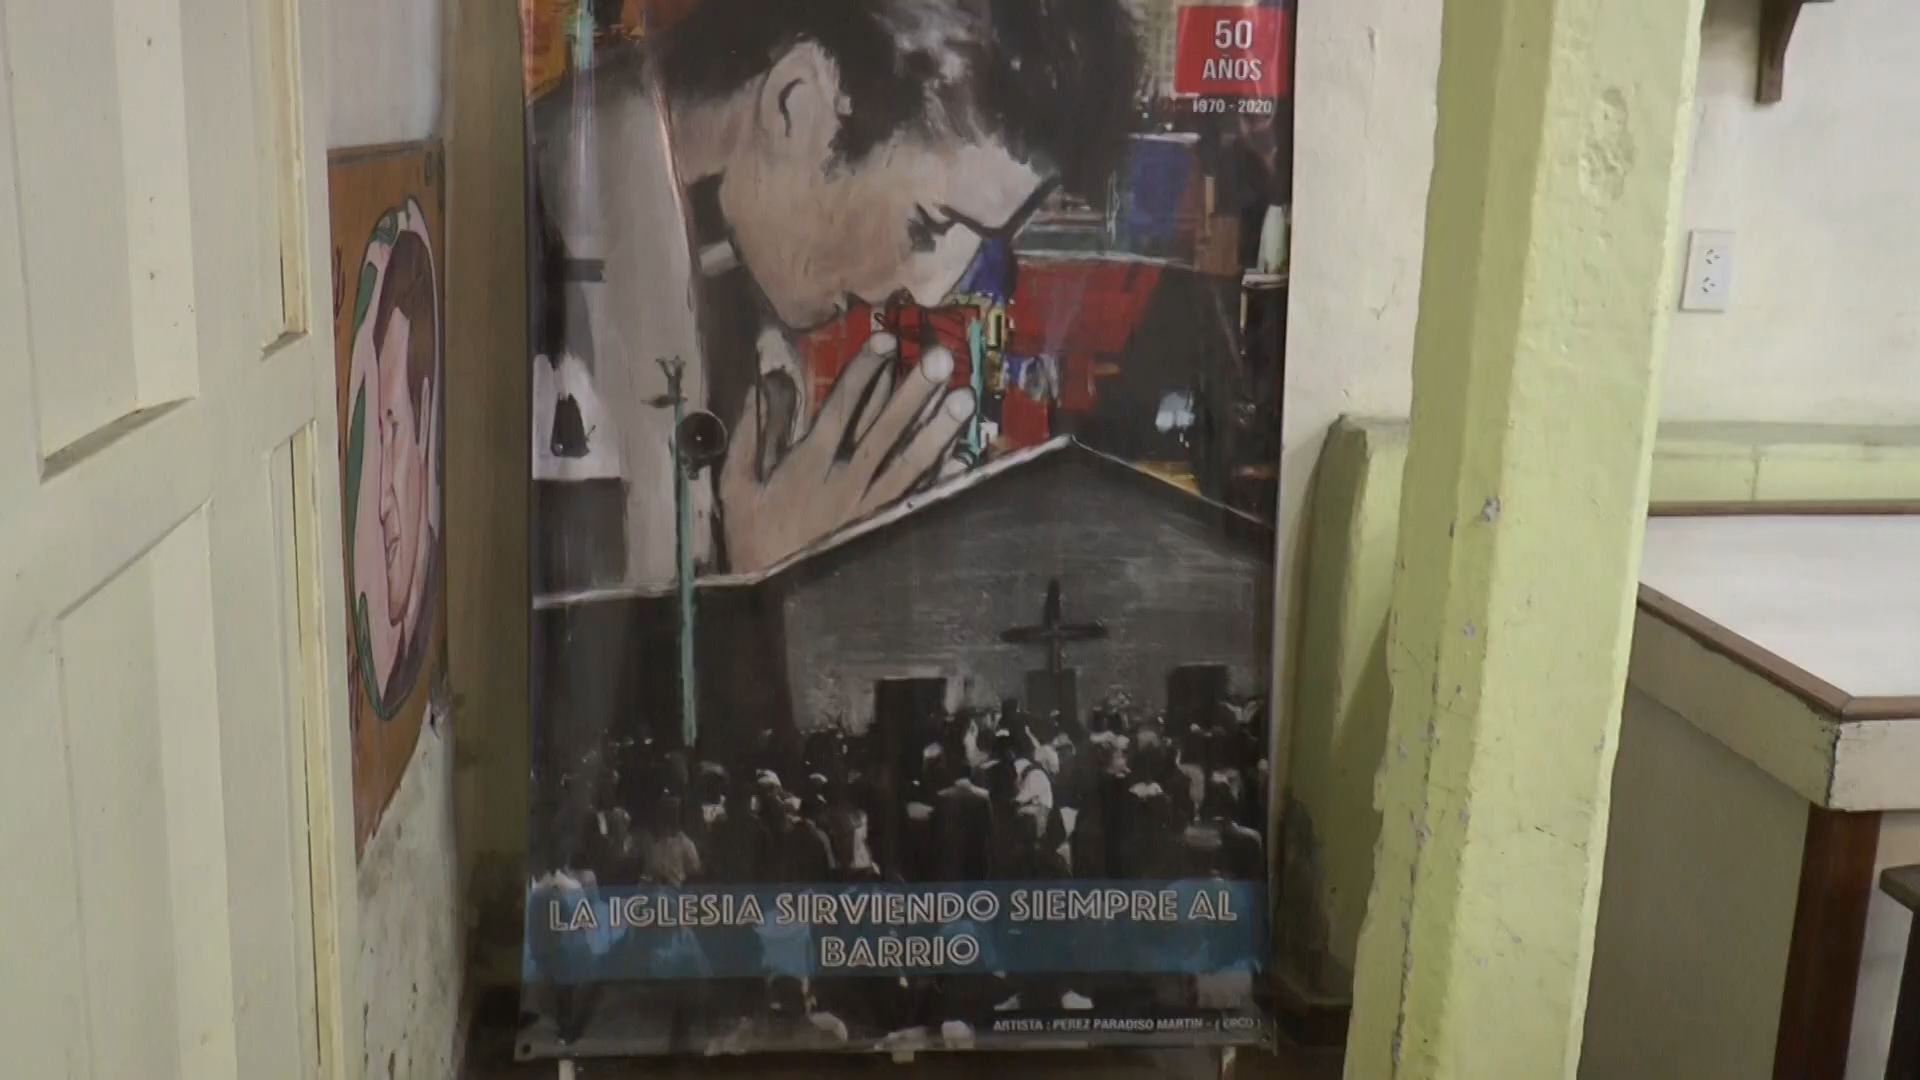 50
AÑOS
1970 - 2020
LA IGLESIA SIRVIENDO SIEMPRE AL
BARRIO
ARTISTA : PEREZ PARADISO MARTIN -